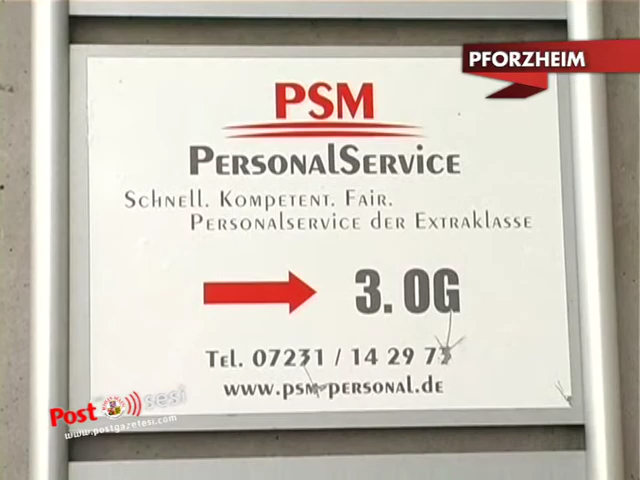 PFORZHEIM
PSM
PERSONALSERVICE
SCHNELL. KOMPETENT. FAIR.
PERSONALSERVICE DER EXTRAKLASSE
3. OG
TEL. 07231 / 14 29 73
WWW.PSM-PERSONAL.DE
Post sesi
www.postgazetesi.com